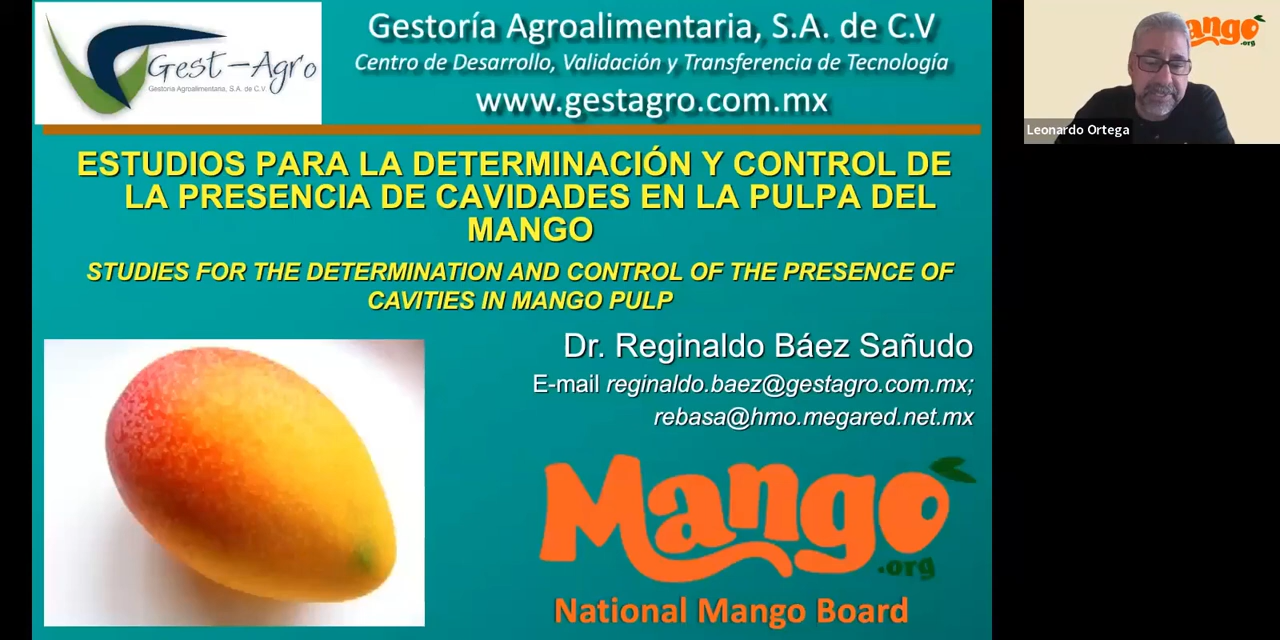 Gest-Agro
Gestoría Agroalimentaria, S.A. de C.V.
Gestoría Agroalimentaria, S.A. de C.V
Centro de Desarrollo, Validación y Transferencia de Tecnología
www.gestagro.com.mx
ESTUDIOS PARA LA DETERMINACIÓN Y CONTROL DE
LA PRESENCIA DE CAVIDADES EN LA PULPA DEL
MANGO
STUDIES FOR THE DETERMINATION AND CONTROL OF THE PRESENCE OF
CAVITIES IN MANGO PULP
Dr. Reginaldo Báez Sañudo
E-mail reginaldo.baez@gestagro.com.mx;
rebasa@hmo.megared.net.mx
Mango
.org
National Mango Board
ango
.org
Leonardo Ortega